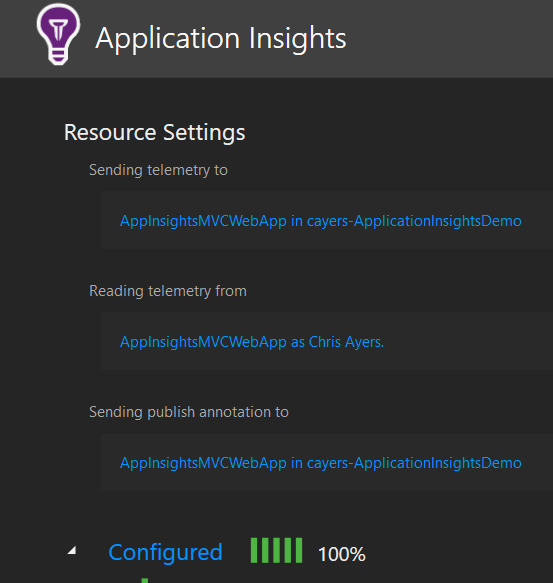 Application Insights
Resource Settings
Sending telemetry to
AppInsightsMVCWebApp in cayers-ApplicationInsightsDemo
Reading telemetry from
AppInsightsMVCWebApp as Chris Ayers.
Sending publish annotation to
AppInsightsMVCWebApp in cayers-ApplicationInsightsDemo
Configured 100%